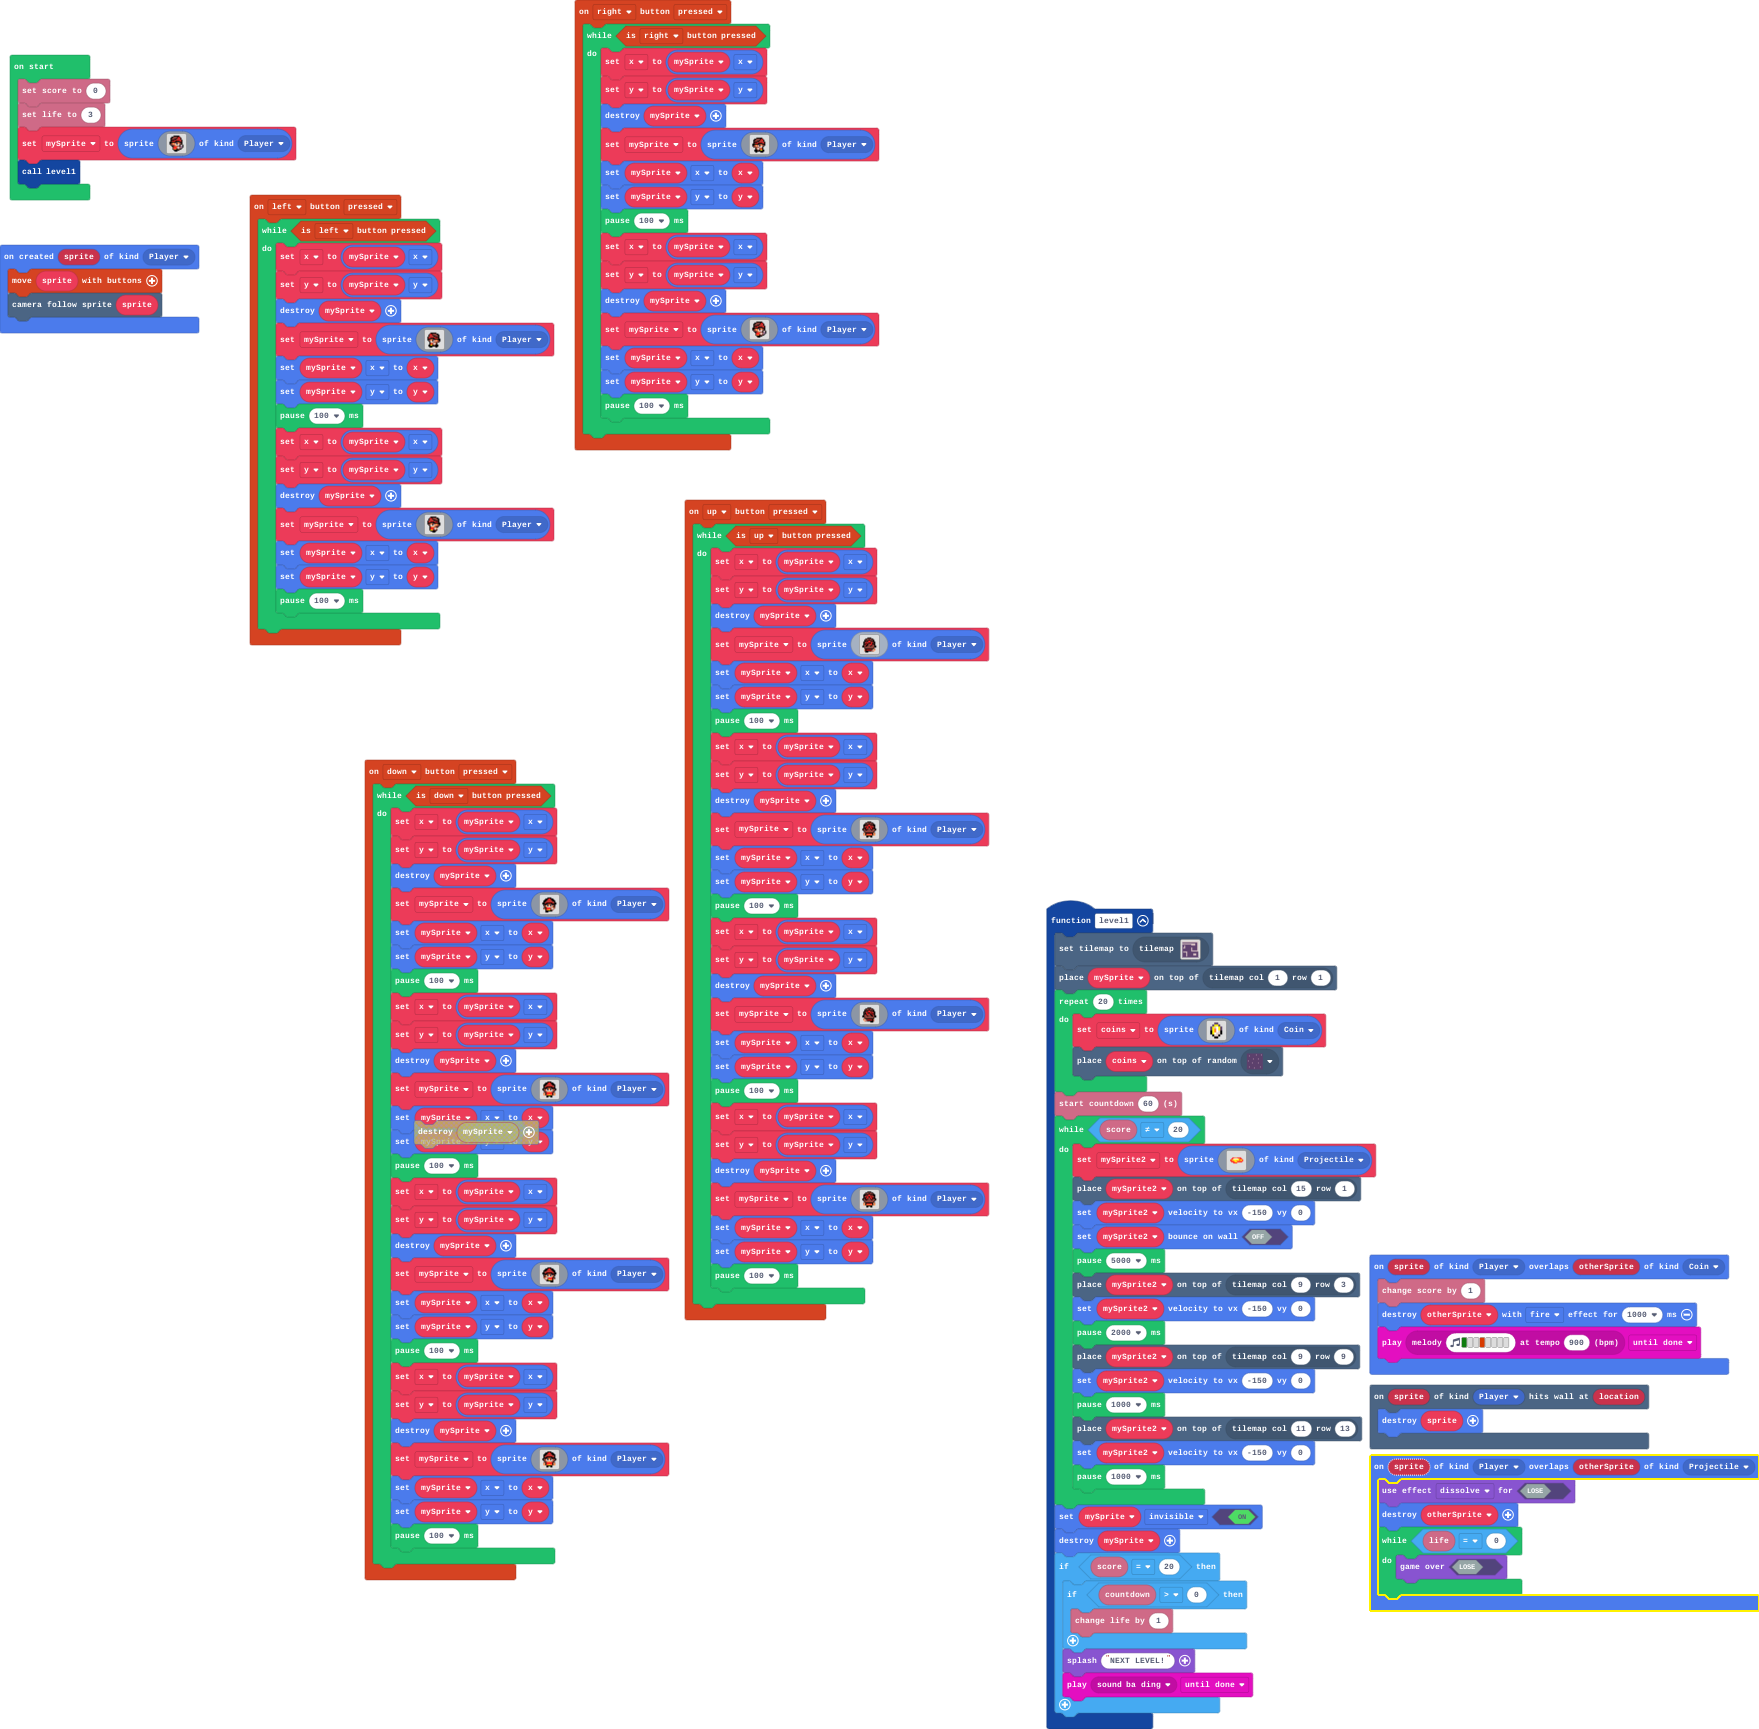 on start
set score to 0
set life to 3
set mySprite to sprite of kind Player
call level1
on created sprite of kind Player
move sprite with buttons
camera follow sprite sprite
on left button pressed
while is left button pressed
do
set x to mySprite x
set y to mySprite y
destroy mySprite
set mySprite to sprite of kind Player
set mySprite x to x
set mySprite y to y
pause 100 ms
set x to mySprite x
set y to mySprite y
destroy mySprite
set mySprite to sprite of kind Player
set mySprite x to x
set mySprite y to y
pause 100 ms
on right button pressed
while is right button pressed
do
set x to mySprite x
set y to mySprite y
destroy mySprite
set mySprite to sprite of kind Player
set mySprite x to x
set mySprite y to y
pause 100 ms
set x to mySprite x
set y to mySprite y
destroy mySprite
set mySprite to sprite of kind Player
set mySprite x to x
set mySprite y to y
pause 100 ms
on up button pressed
while is up button pressed
do
set x to mySprite x
set y to mySprite y
destroy mySprite
set mySprite to sprite of kind Player
set mySprite x to x
set mySprite y to y
pause 100 ms
set x to mySprite x
set y to mySprite y
destroy mySprite
set mySprite to sprite of kind Player
set mySprite x to x
set mySprite y to y
pause 100 ms
set x to mySprite x
set y to mySprite y
destroy mySprite
set mySprite to sprite of kind Player
set mySprite x to x
set mySprite y to y
pause 100 ms
set x to mySprite x
set y to mySprite y
destroy mySprite
set mySprite to sprite of kind Player
set mySprite x to x
set mySprite y to y
pause 100 ms
on down button pressed
while is down button pressed
do
set x to mySprite x
set y to mySprite y
destroy mySprite
set mySprite to sprite of kind Player
set mySprite x to x
set mySprite y to y
pause 100 ms
set x to mySprite x
set y to mySprite y
destroy mySprite
set mySprite to sprite of kind Player
set mySprite x to x
destroy mySprite
set mySprite y
pause 100 ms
set x to mySprite x
set y to mySprite y
destroy mySprite
set mySprite to sprite of kind Player
set mySprite x to x
set mySprite y to y
pause 100 ms
set x to mySprite x
set y to mySprite y
destroy mySprite
set mySprite to sprite of kind Player
set mySprite x to x
set mySprite y to y
pause 100 ms
function level1
set tilemap to tilemap
place mySprite on top of tilemap col 1 row 1
repeat 20 times
do
set coins to sprite of kind Coin
place coins on top of random
start countdown 60 (s)
while score ≠ 20
do
set mySprite2 to sprite of kind Projectile
place mySprite2 on top of tilemap col 15 row 1
set mySprite2 velocity to vx -150 vy 0
set mySprite2 bounce on wall OFF
pause 5000 ms
place mySprite2 on top of tilemap col 9 row 3
set mySprite2 velocity to vx -150 vy 0
pause 2000 ms
place mySprite2 on top of tilemap col 9 row 9
set mySprite2 velocity to vx -150 vy 0
pause 1000 ms
place mySprite2 on top of tilemap col 11 row 13
set mySprite2 velocity to vx -150 vy 0
pause 1000 ms
set mySprite invisible ON
destroy mySprite
if score = 20 then
if countdown > 0 then
change life by 1
splash "NEXT LEVEL!"
play sound ba ding until done
on sprite of kind Player overlaps otherSprite of kind Coin
change score by 1
destroy otherSprite with fire effect for 1000 ms
play melody at tempo 900 (bpm) until done
on sprite of kind Player hits wall at location
destroy sprite
on sprite of kind Player overlaps otherSprite of kind Projectile
use effect dissolve for LOSE
destroy otherSprite
while life = 0
do game over LOSE